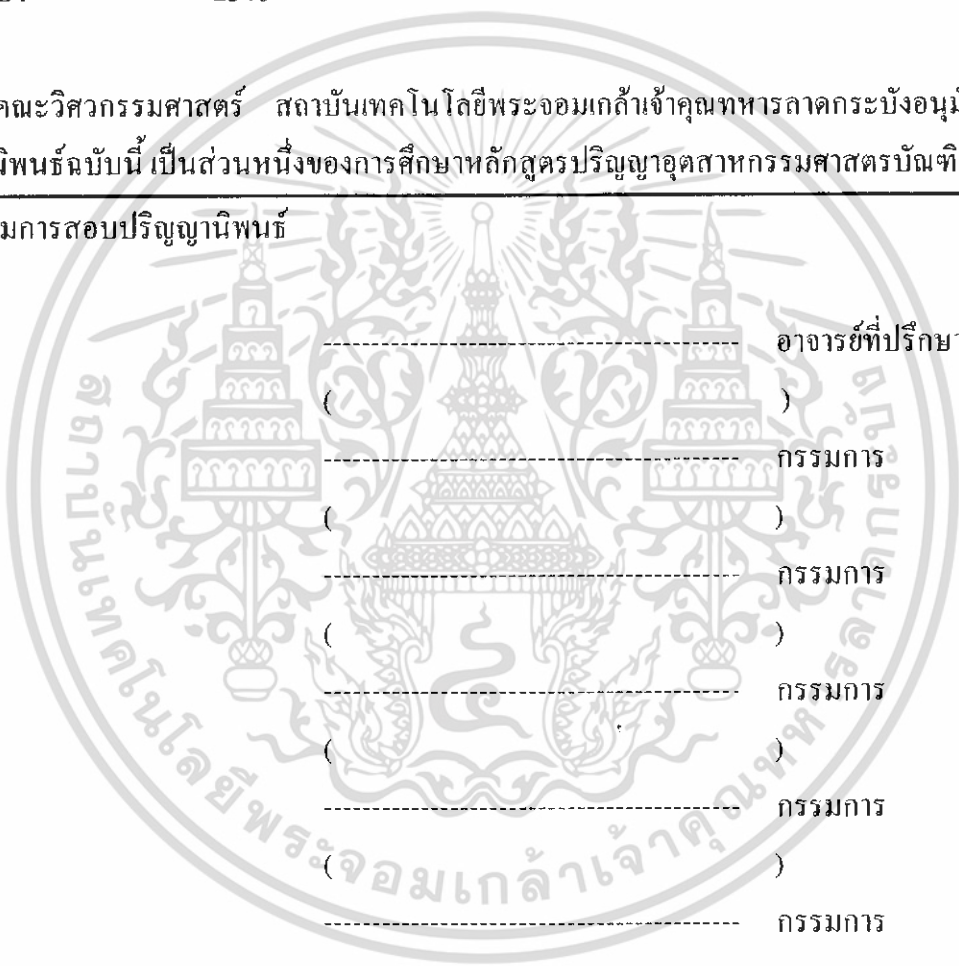 คณะวิศวกรรมศาสตร์ สถาบันเทคโนโลยีพระจอมเกล้าเจ้าคุณทหารลาดกระบังอนุมั
นิพนธ์ฉบับนี้ เป็นส่วนหนึ่งของการศึกษาหลักสูตรปริญญาอุตสาหกรรมศาสตรบัณฑิ
มการสอบปริญญานิพนธ์
-------------------------------------------- อาจารย์ที่ปรึกษา
( )
-------------------------------------------- กรรมการ
( )
-------------------------------------------- กรรมการ
( )
-------------------------------------------- กรรมการ
( )
-------------------------------------------- กรรมการ
( )
-------------------------------------------- กรรมการ
สถาบันเทคโนโลยีพระจอมเกล้าเจ้าคุณทหารลาดกระบัง